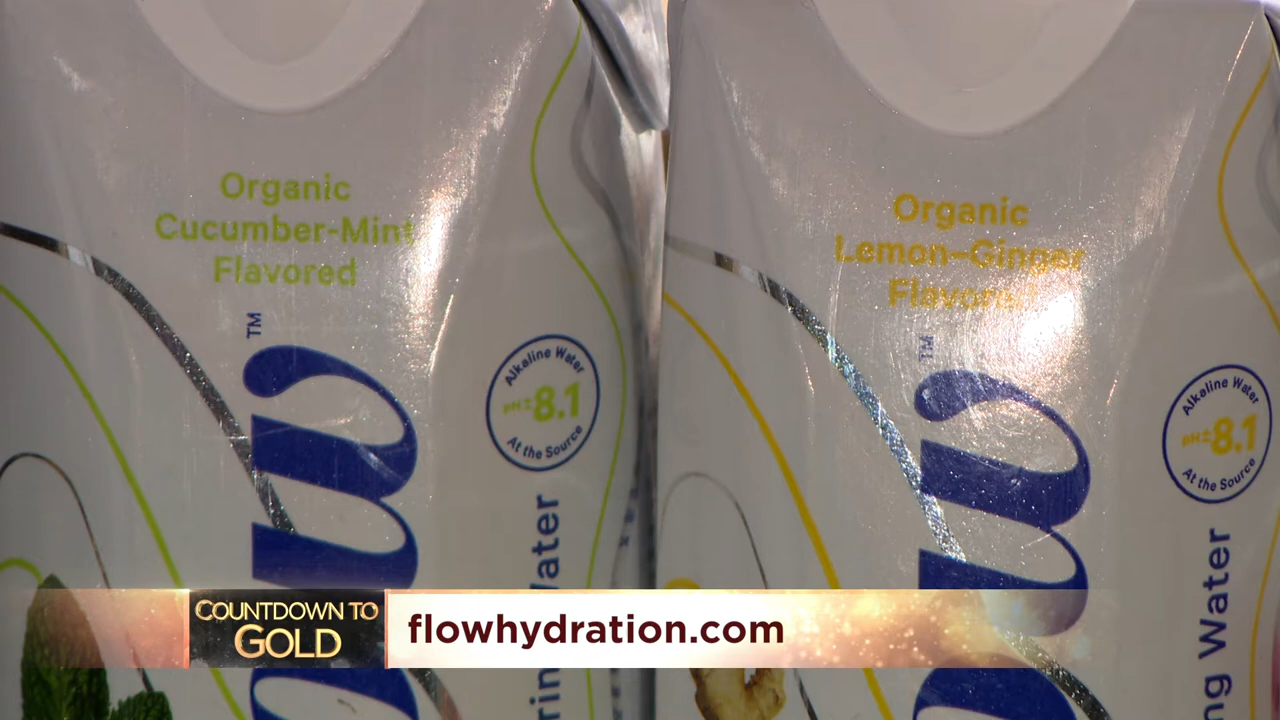 Organic
Cucumber-Mint
Flavored
TM
Alkaline Water
pH± 8.1
At the Source
Organic
Lemon-Ginger
Flavored
TM
Alkaline Water
pH± 8.1
At the Source
Water
COUNTDOWN TO
GOLD
flowhydration.com